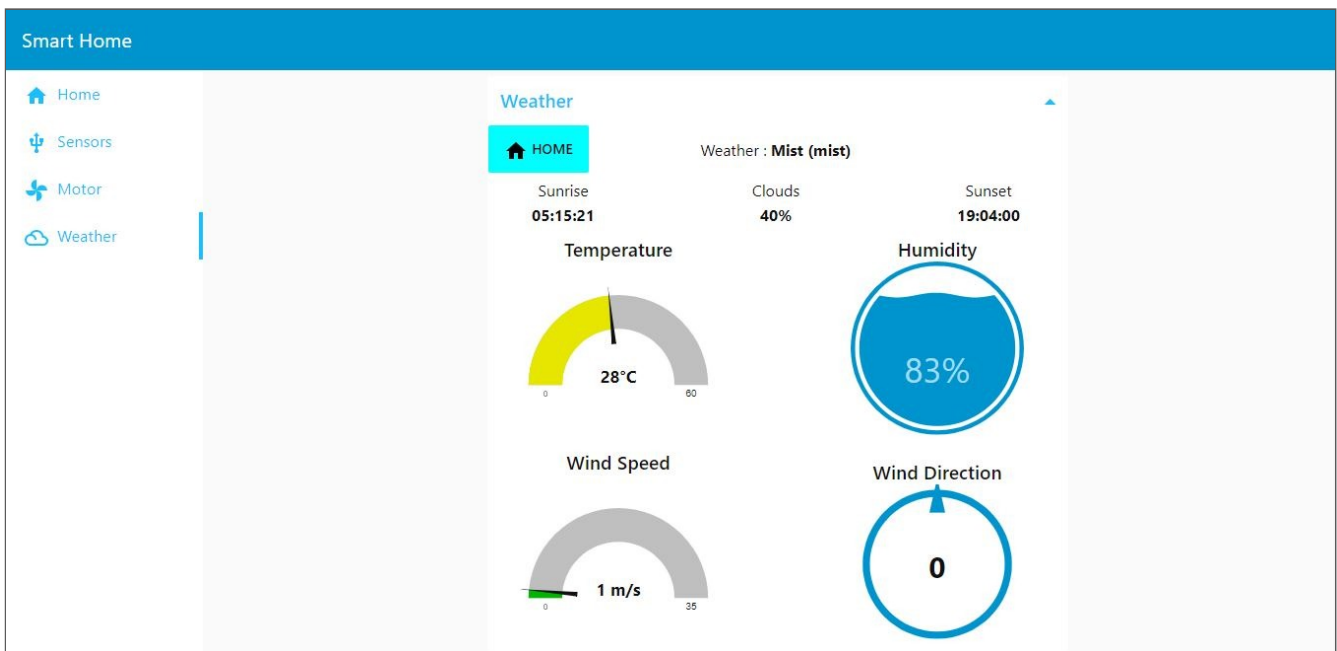 Smart Home
Home
Sensors
Motor
Weather
Weather
HOME
Weather : Mist (mist)
Sunrise Clouds Sunset
05:15:21 40% 19:04:00
Temperature Humidity
28°C
0 60
83%
Wind Speed Wind Direction
1 m/s
0 35
0